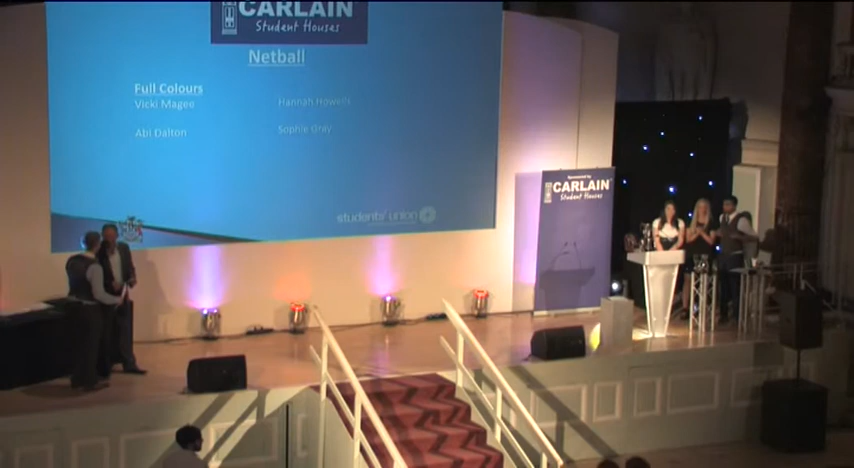 CARLAIN
Student Houses
Netball
Full Colours
Vicki Magee
Hannah Howells
Abi Dalton
Sophie Gray
students' union
Sponsored by
CARLAIN
Student Houses